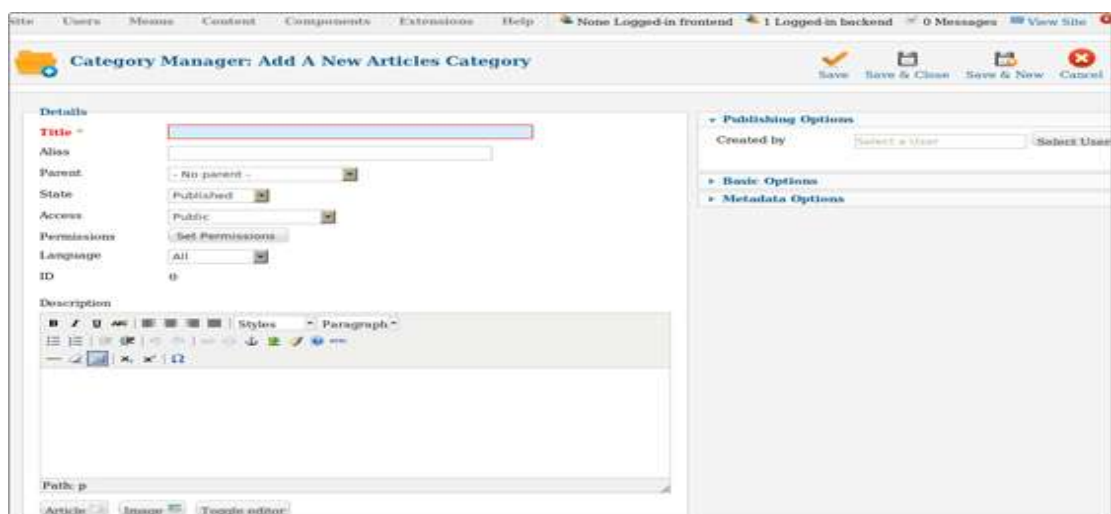 Site Users Menus Content Components Extensions Help None Logged-in frontend 1 Logged-in backend 0 Messages View Site
Category Manager: Add A New Articles Category
Save Save & Close Save & New Cancel
Details
Title *
Alias
Parent - No parent -
State Published
Access Public
Permissions Set Permissions
Language All
ID 0
Description
B I U ABC Styles Paragraph
HTML
Ω
Path: p
Article Image Toggle editor
Publishing Options
Created by Select a User Select User
Basic Options
Metadata Options